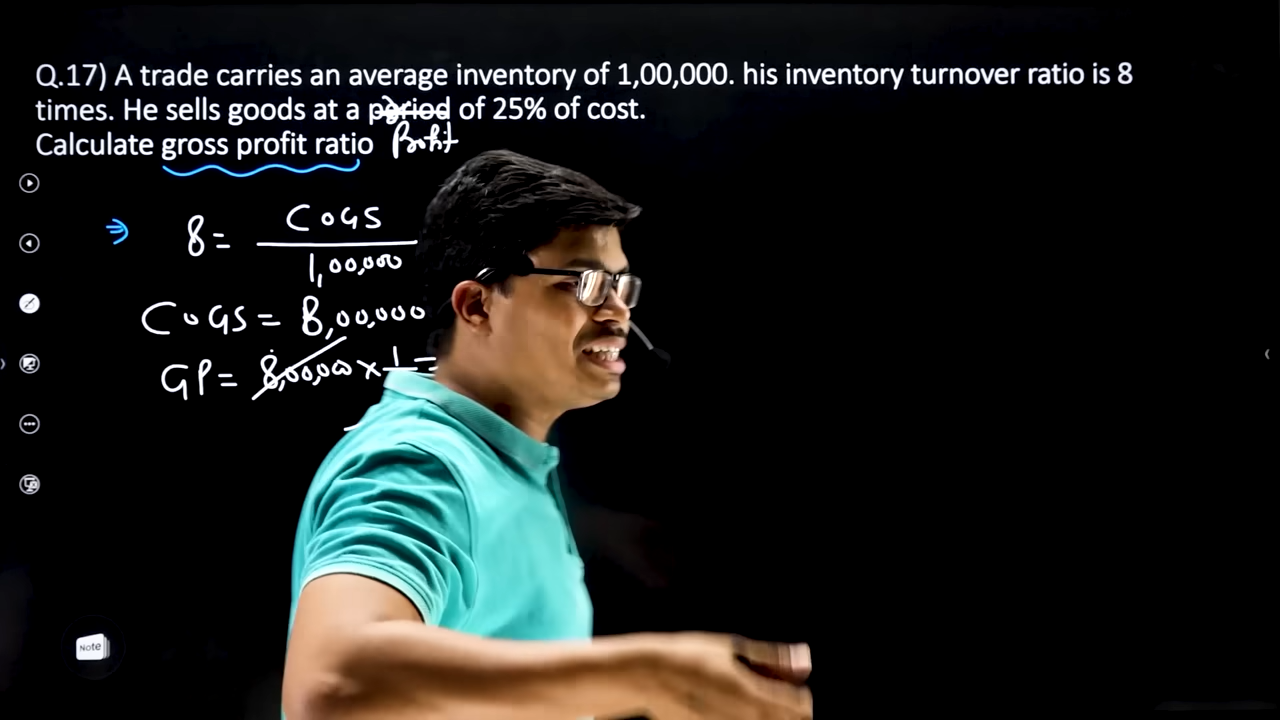 Q.17) A trade carries an average inventory of 1,00,000. his inventory turnover ratio is 8
times. He sells goods at a period of 25% of cost.
Profit
Calculate gross profit ratio
⇒ 8 = COGS
1,00,000
COGS = 8,00,000
GP = 8,00,000 × 1 =
Note